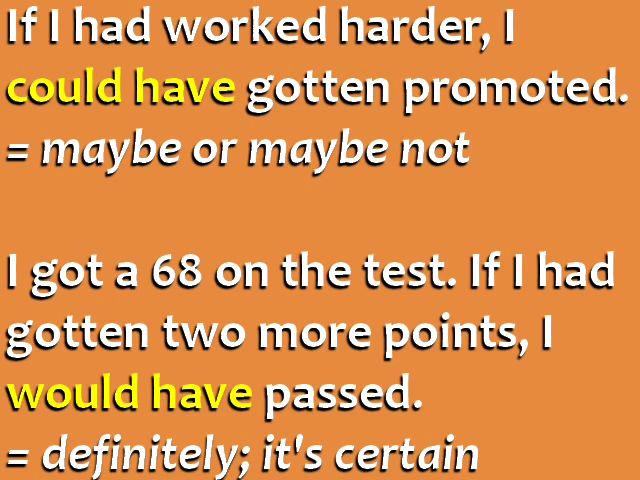 If I had worked harder, I
could have gotten promoted.
= maybe or maybe not
I got a 68 on the test. If I had
gotten two more points, I
would have passed.
= definitely; it's certain